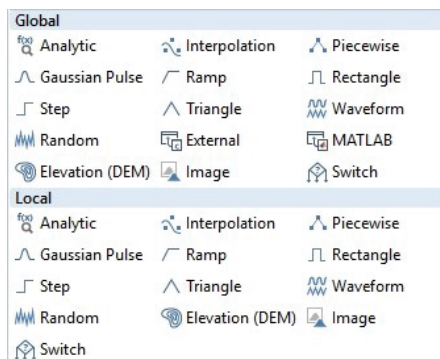 Global
f(x) Analytic Interpolation Piecewise
Gaussian Pulse Ramp Rectangle
Step Triangle Waveform
Random External MATLAB
Elevation (DEM) Image Switch
Local
f(x) Analytic Interpolation Piecewise
Gaussian Pulse Ramp Rectangle
Step Triangle Waveform
Random Elevation (DEM) Image
Switch